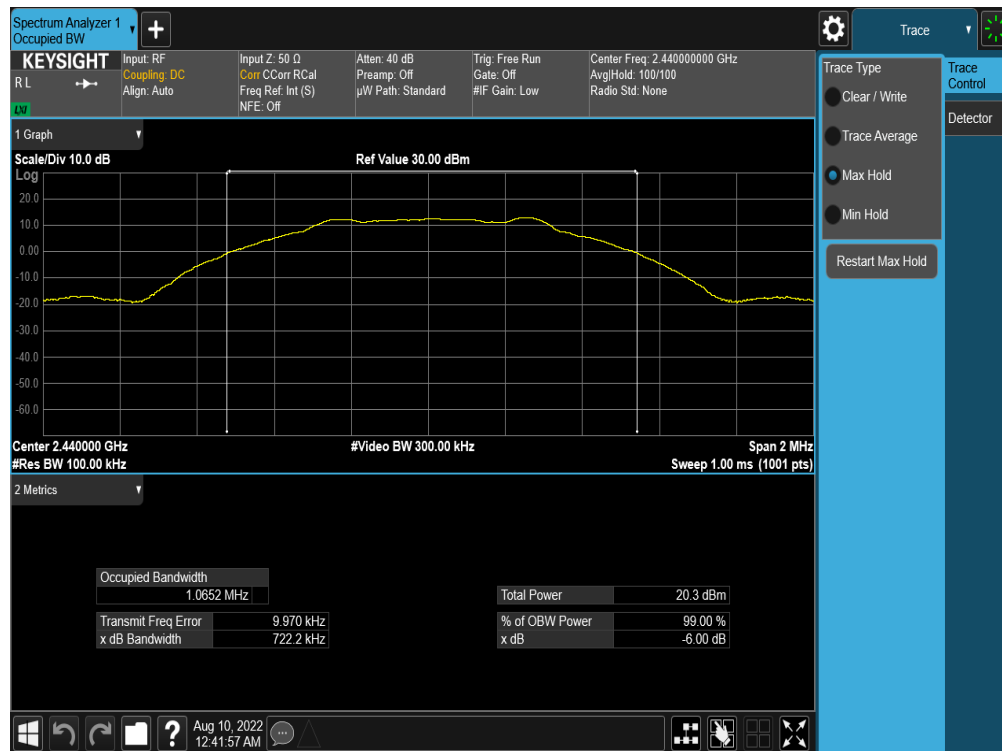 Spectrum Analyzer 1
Occupied BW
Trace
KEYSIGHT
R L
LXI
Input: RF
Coupling: DC
Align: Auto
Input Z: 50 Ω
Corr CCorr RCal
Freq Ref: Int (S)
NFE: Off
Atten: 40 dB
Preamp: Off
µW Path: Standard
Trig: Free Run
Gate: Off
#IF Gain: Low
Center Freq: 2.440000000 GHz
Avg|Hold: 100/100
Radio Std: None
1 Graph
Scale/Div 10.0 dB
Ref Value 30.00 dBm
Log
20.0
10.0
0.00
-10.0
-20.0
-30.0
-40.0
-50.0
-60.0
Center 2.440000 GHz
#Video BW 300.00 kHz
Span 2 MHz
#Res BW 100.00 kHz
Sweep 1.00 ms (1001 pts)
2 Metrics
Occupied Bandwidth
1.0652 MHz
Transmit Freq Error 9.970 kHz
x dB Bandwidth 722.2 kHz
Total Power 20.3 dBm
% of OBW Power 99.00 %
x dB -6.00 dB
Trace Type
Clear / Write
Trace Average
Max Hold
Min Hold
Restart Max Hold
Trace
Control
Detector
?
Aug 10, 2022
12:41:57 AM